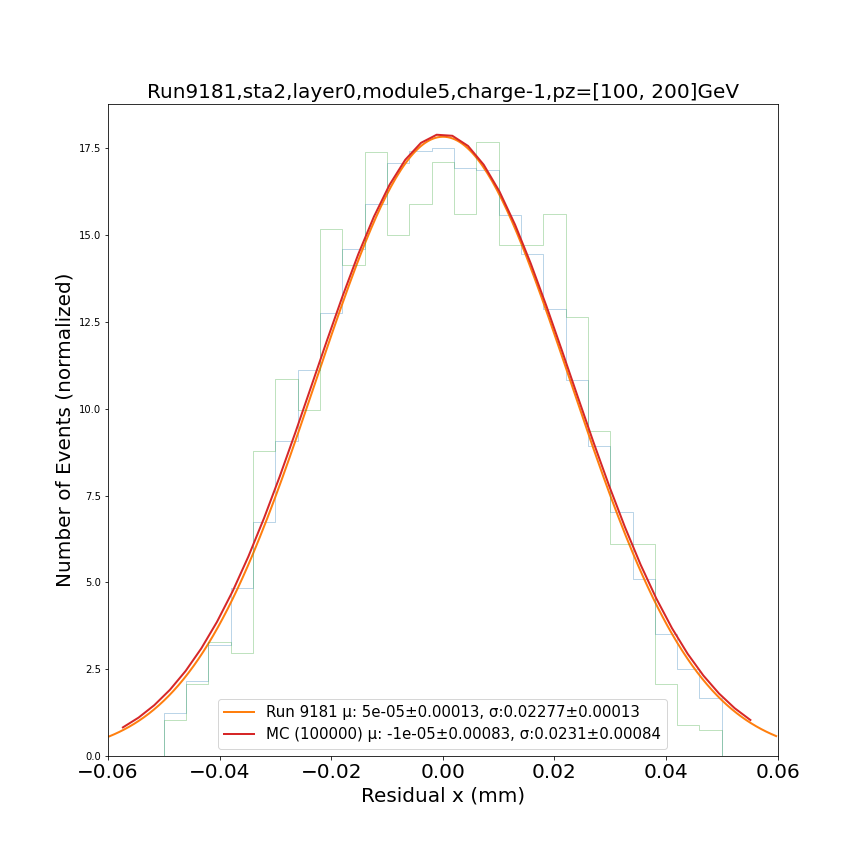 Run9181,sta2,layer0,module5,charge-1,pz=[100, 200]GeV
Number of Events (normalized)
17.5
15.0
12.5
10.0
7.5
5.0
2.5
0.0
Run 9181 μ: 5e-05±0.00013, σ:0.02277±0.00013
MC (100000) μ: -1e-05±0.00083, σ:0.0231±0.00084
−0.06 −0.04 −0.02 0.00 0.02 0.04 0.06
Residual x (mm)